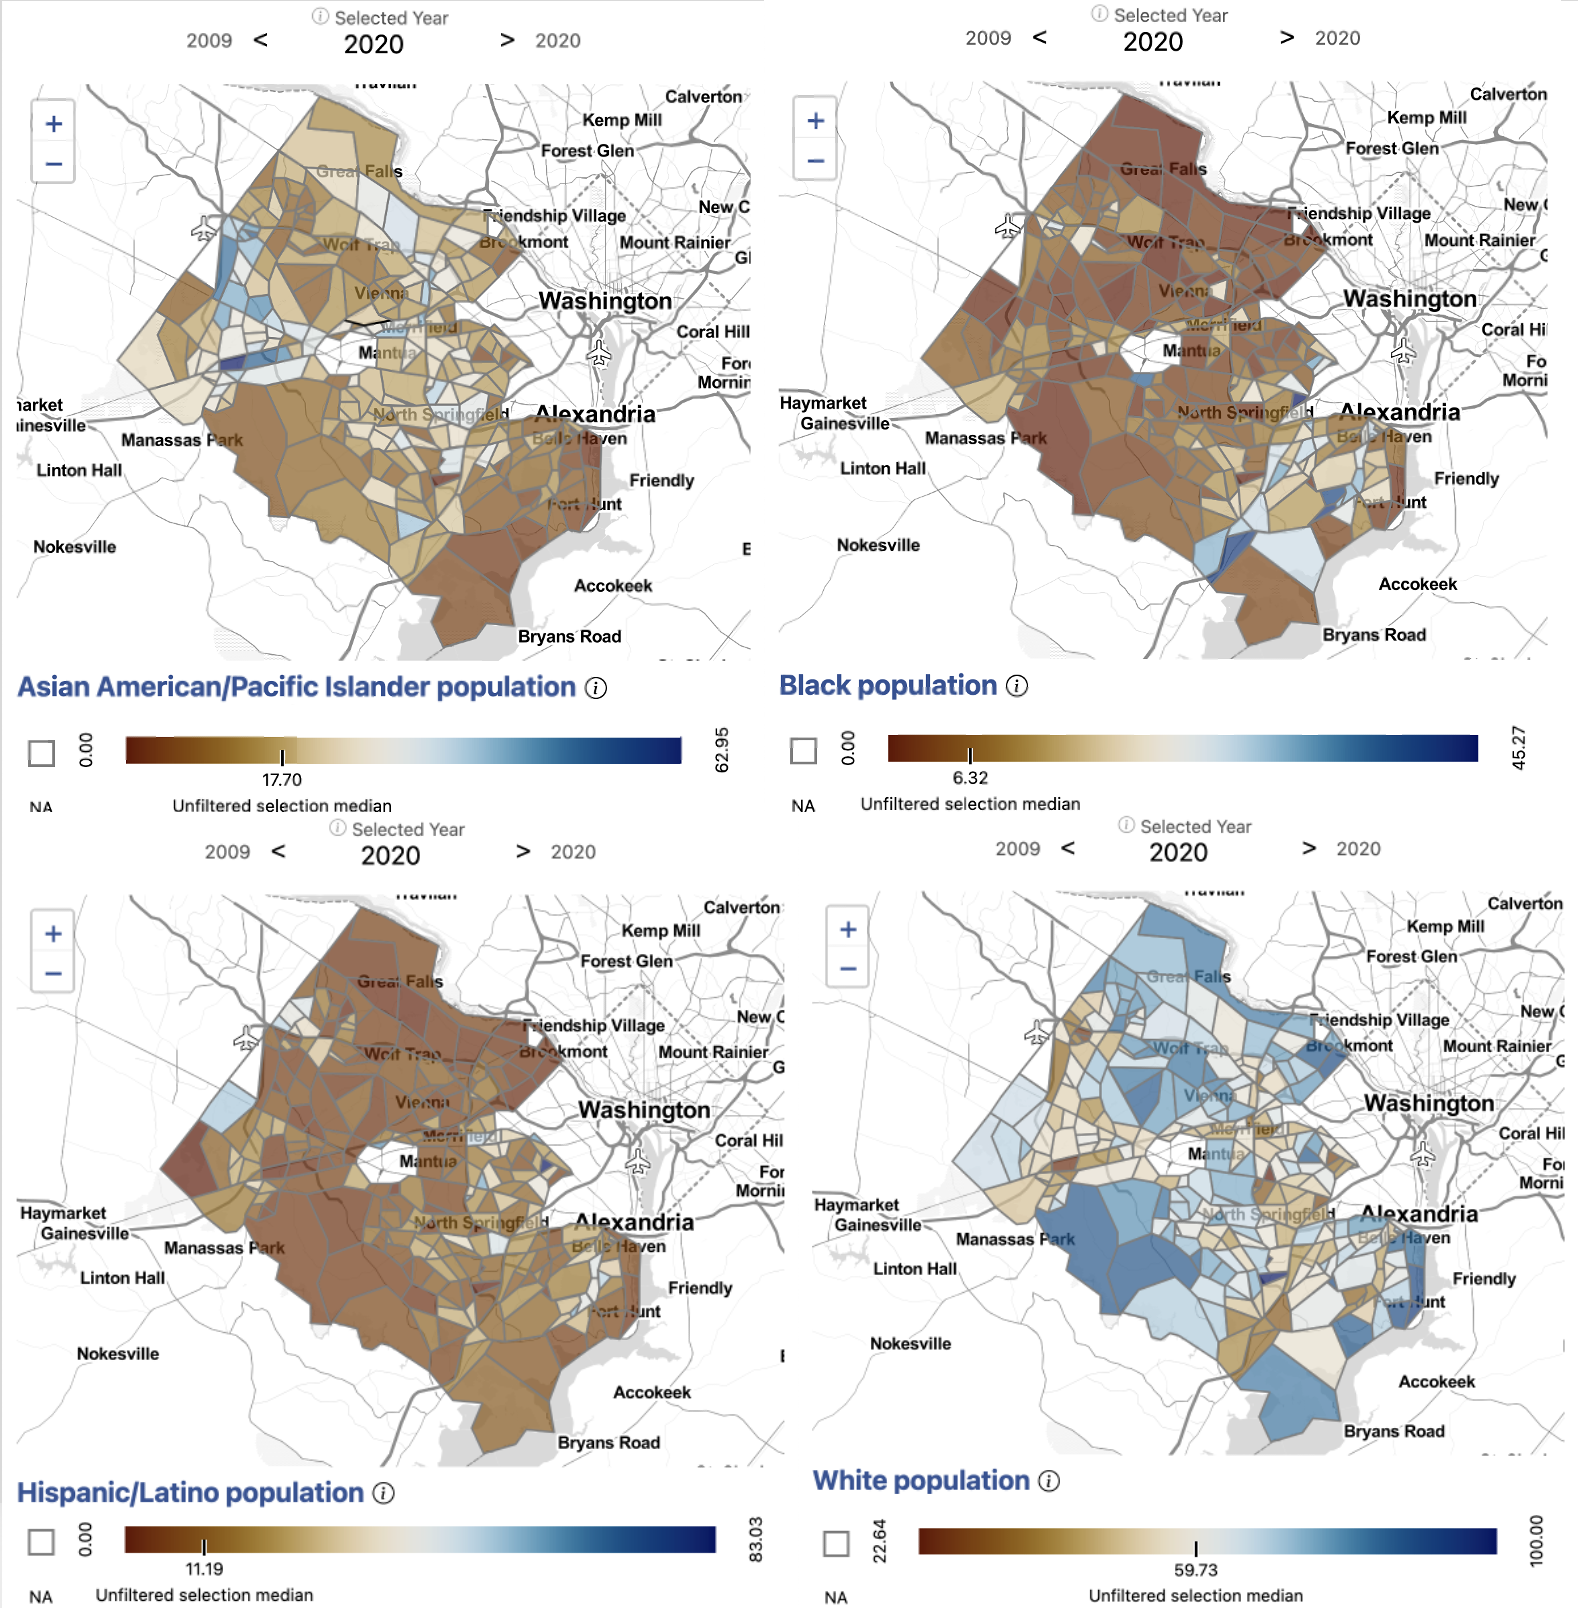 ⓘ Selected Year
2009 < 2020 > 2020
+
−
Calverton
Kemp Mill
Forest Glen
Great Falls
New C
Friendship Village
Wolf Trap
Brookmont
Mount Rainier
Vienna
Washington
Merrifield
Coral Hill
Mantua
Mornin
Alexandria
North Springfield
Belle Haven
Manassas Park
Linton Hall
Friendly
Fort Hunt
Nokesville
Accokeek
Bryans Road
Asian American/Pacific Islander population ⓘ
0.00
62.95
17.70
NA
Unfiltered selection median
ⓘ Selected Year
2009 < 2020 > 2020
+
−
Calverton
Kemp Mill
Forest Glen
Great Falls
New
Friendship Village
Wolf Trap
Brookmont
Mount Rainier
Vienna
Washington
Merrifield
Coral Hi
Mantua
Fo
Morni
Haymarket
Gainesville
Alexandria
North Springfield
Belle Haven
Manassas Park
Linton Hall
Friendly
Fort Hunt
Nokesville
Accokeek
Bryans Road
Black population ⓘ
0.00
45.27
6.32
NA
Unfiltered selection median
ⓘ Selected Year
2009 < 2020 > 2020
+
−
Calverton
Kemp Mill
Forest Glen
Great Falls
New C
Friendship Village
Wolf Trap
Brookmont
Mount Rainier
Vienna
Washington
Merrifield
Coral Hil
Mantua
For
Morni
Haymarket
Gainesville
Alexandria
North Springfield
Belle Haven
Manassas Park
Linton Hall
Friendly
Fort Hunt
Nokesville
Accokeek
Bryans Road
Hispanic/Latino population ⓘ
0.00
83.03
11.19
NA
Unfiltered selection median
ⓘ Selected Year
2009 < 2020 > 2020
+
−
Calverton
Kemp Mill
Forest Glen
Great Falls
New
Friendship Village
Wolf Trap
Brookmont
Mount Rainier
Vienna
Washington
Merrifield
Coral Hil
Mantua
Fo
Morni
Haymarket
Gainesville
Alexandria
North Springfield
Belle Haven
Manassas Park
Linton Hall
Friendly
Fort Hunt
Nokesville
Accokeek
Bryans Road
White population ⓘ
22.64
100.00
59.73
NA
Unfiltered selection median